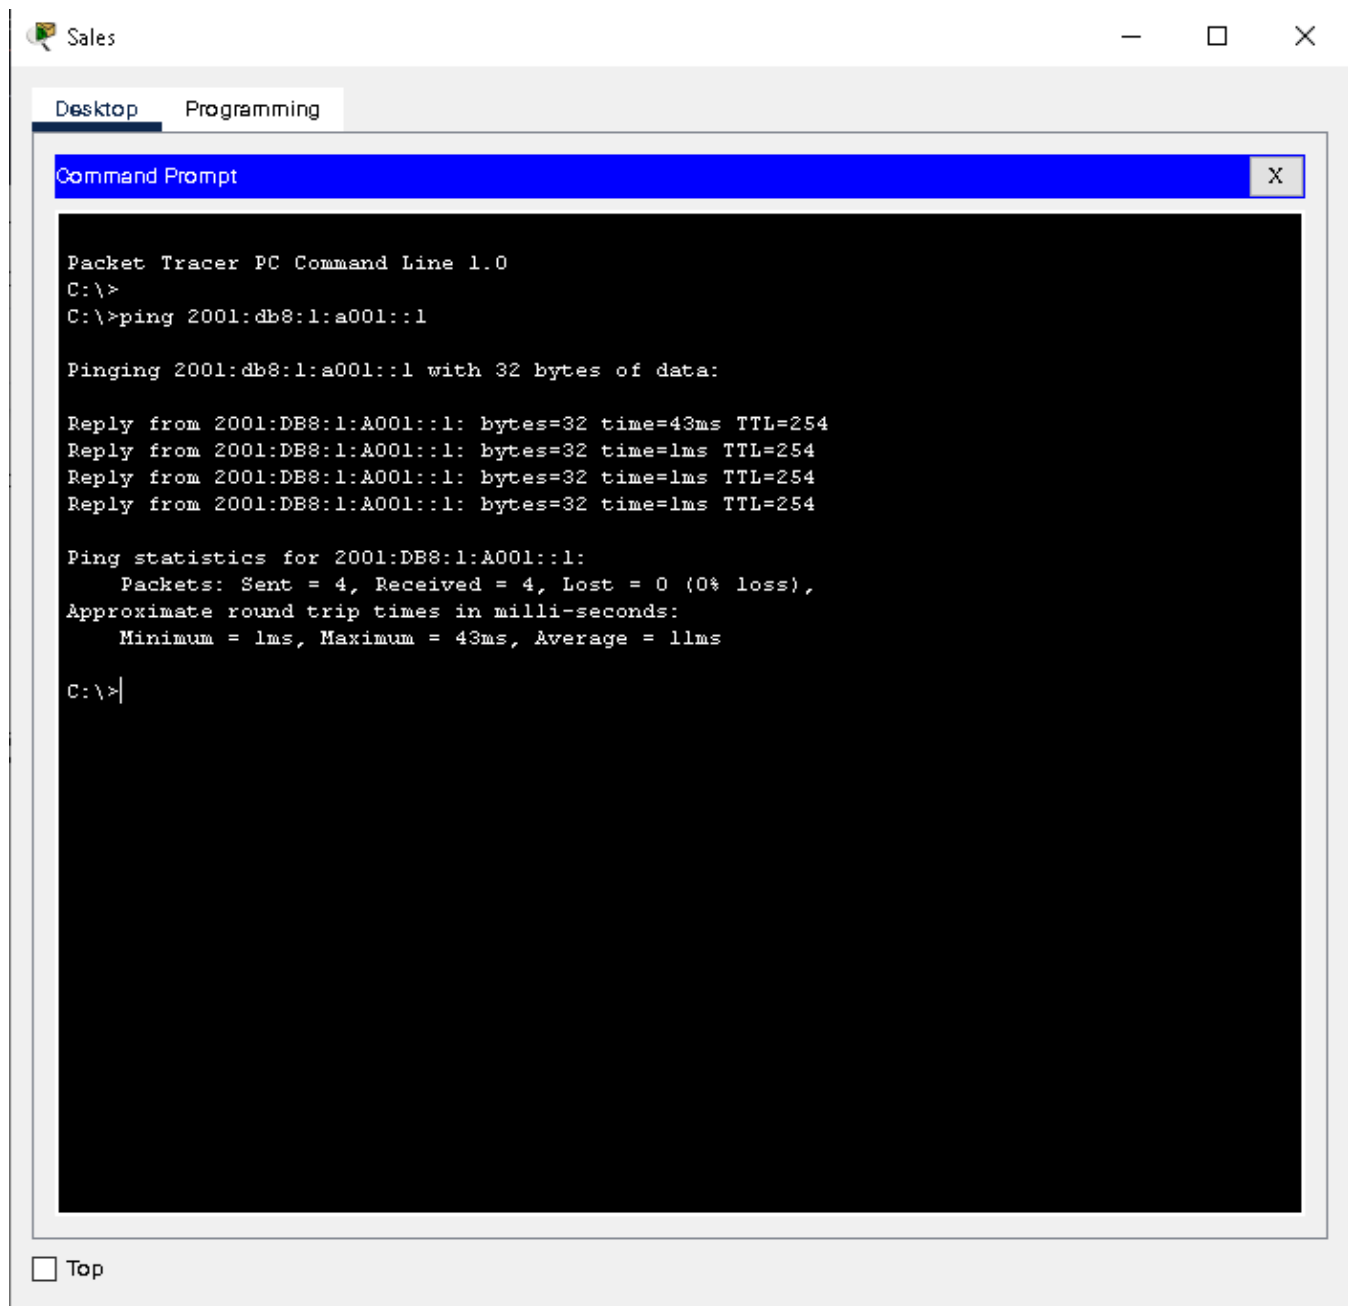 Sales
Desktop Programming
Command Prompt X
Packet Tracer PC Command Line 1.0
C:\>
C:\>ping 2001:db8:1:a001::1
Pinging 2001:db8:1:a001::1 with 32 bytes of data:
Reply from 2001:DB8:1:A001::1: bytes=32 time=43ms TTL=254
Reply from 2001:DB8:1:A001::1: bytes=32 time=1ms TTL=254
Reply from 2001:DB8:1:A001::1: bytes=32 time=1ms TTL=254
Reply from 2001:DB8:1:A001::1: bytes=32 time=1ms TTL=254
Ping statistics for 2001:DB8:1:A001::1:
Packets: Sent = 4, Received = 4, Lost = 0 (0% loss),
Approximate round trip times in milli-seconds:
Minimum = 1ms, Maximum = 43ms, Average = 11ms
C:\>
Top